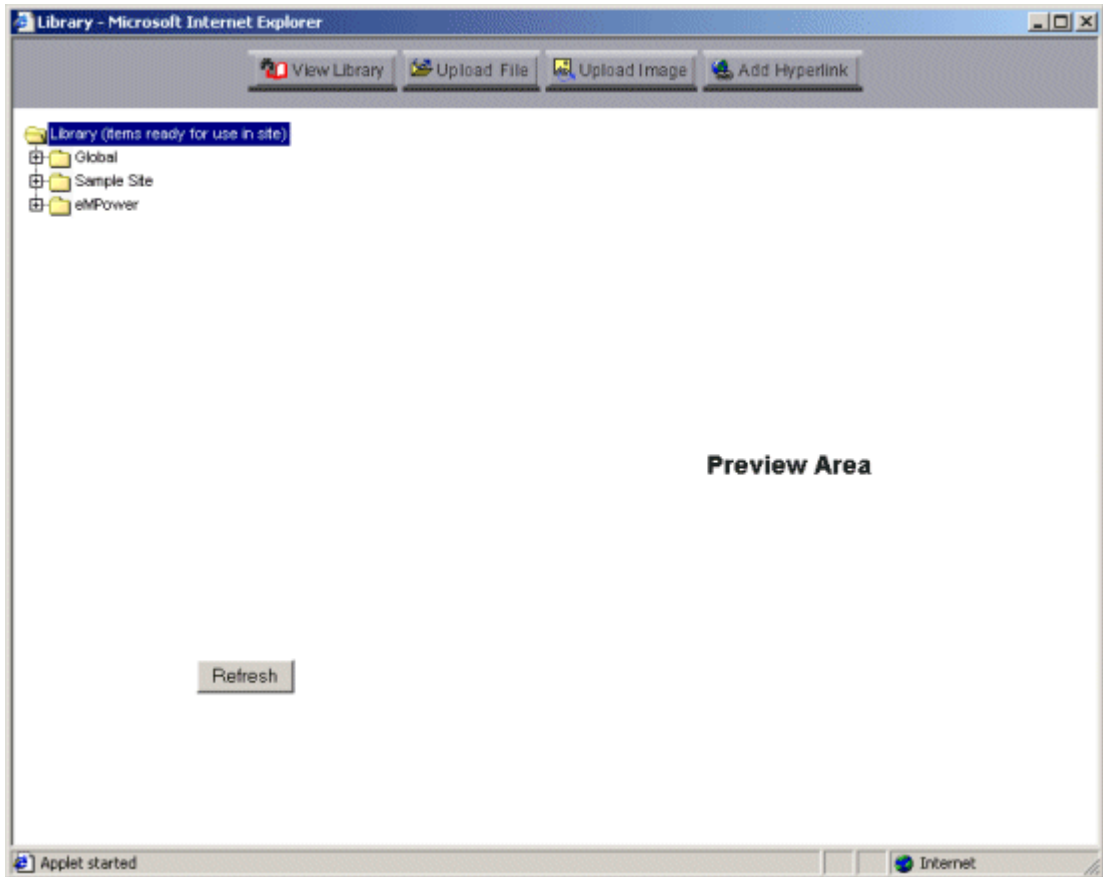 Library - Microsoft Internet Explorer
View Library Upload File Upload Image Add Hyperlink
Library (items ready for use in site)
Global
Sample Site
eMPower
Preview Area
Refresh
Applet started Internet